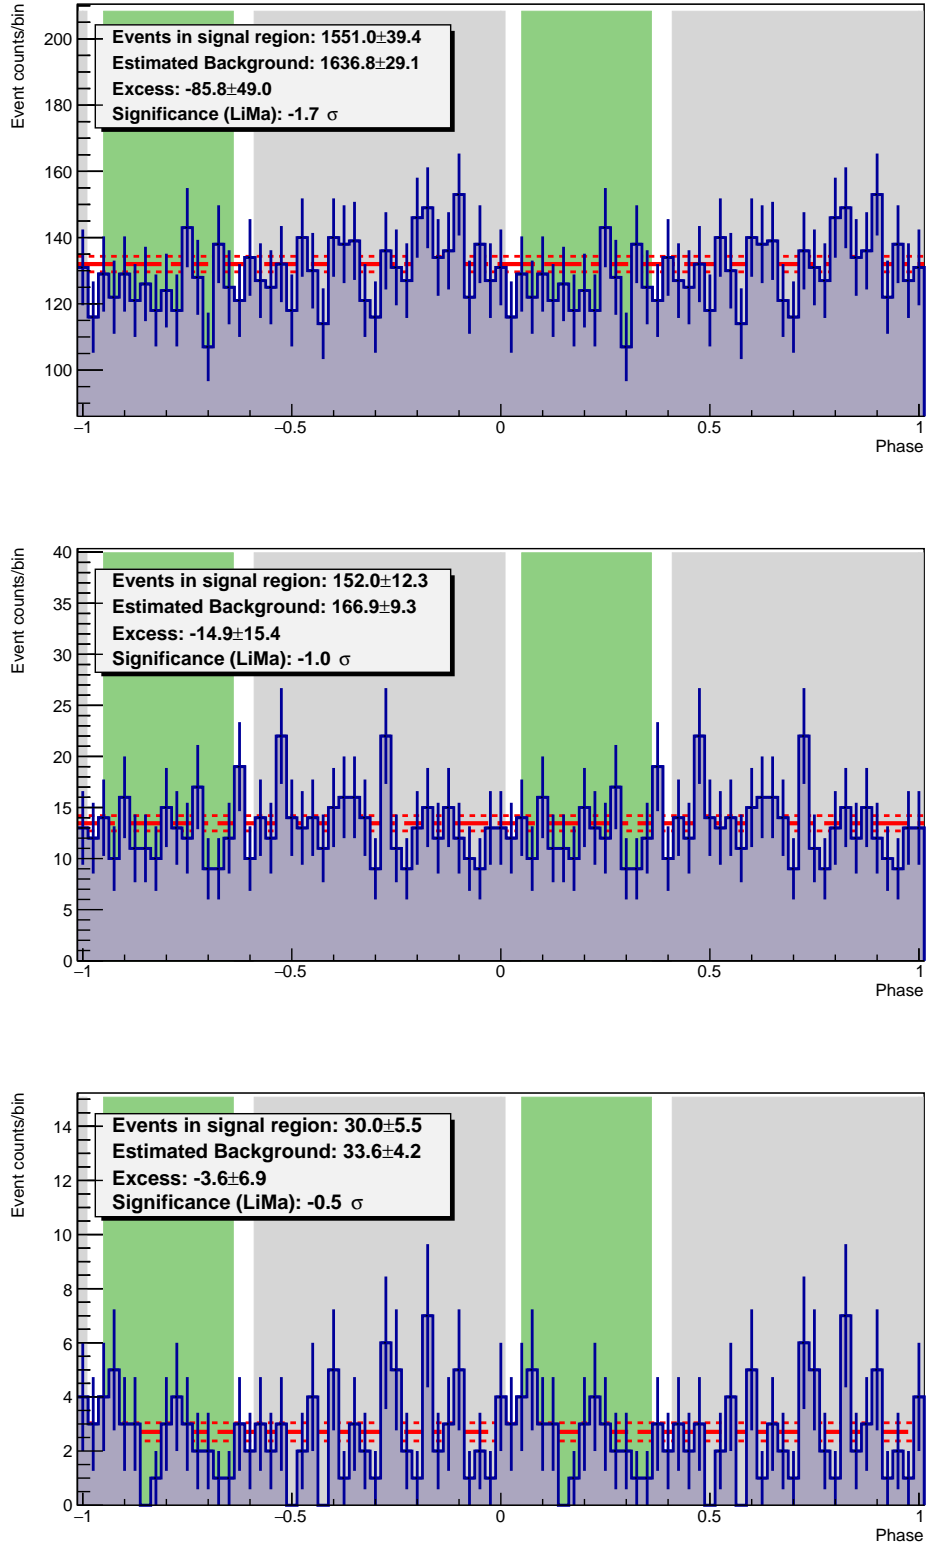 Event counts/bin
Events in signal region: 1551.0±39.4
Estimated Background: 1636.8±29.1
Excess: -85.8±49.0
Significance (LiMa): -1.7 σ
200
180
160
140
120
100
−1 −0.5 0 0.5 1
Phase
Event counts/bin
Events in signal region: 152.0±12.3
Estimated Background: 166.9±9.3
Excess: -14.9±15.4
Significance (LiMa): -1.0 σ
40
35
30
25
20
15
10
5
0
−1 −0.5 0 0.5 1
Phase
Event counts/bin
Events in signal region: 30.0±5.5
Estimated Background: 33.6±4.2
Excess: -3.6±6.9
Significance (LiMa): -0.5 σ
14
12
10
8
6
4
2
0
−1 −0.5 0 0.5 1
Phase